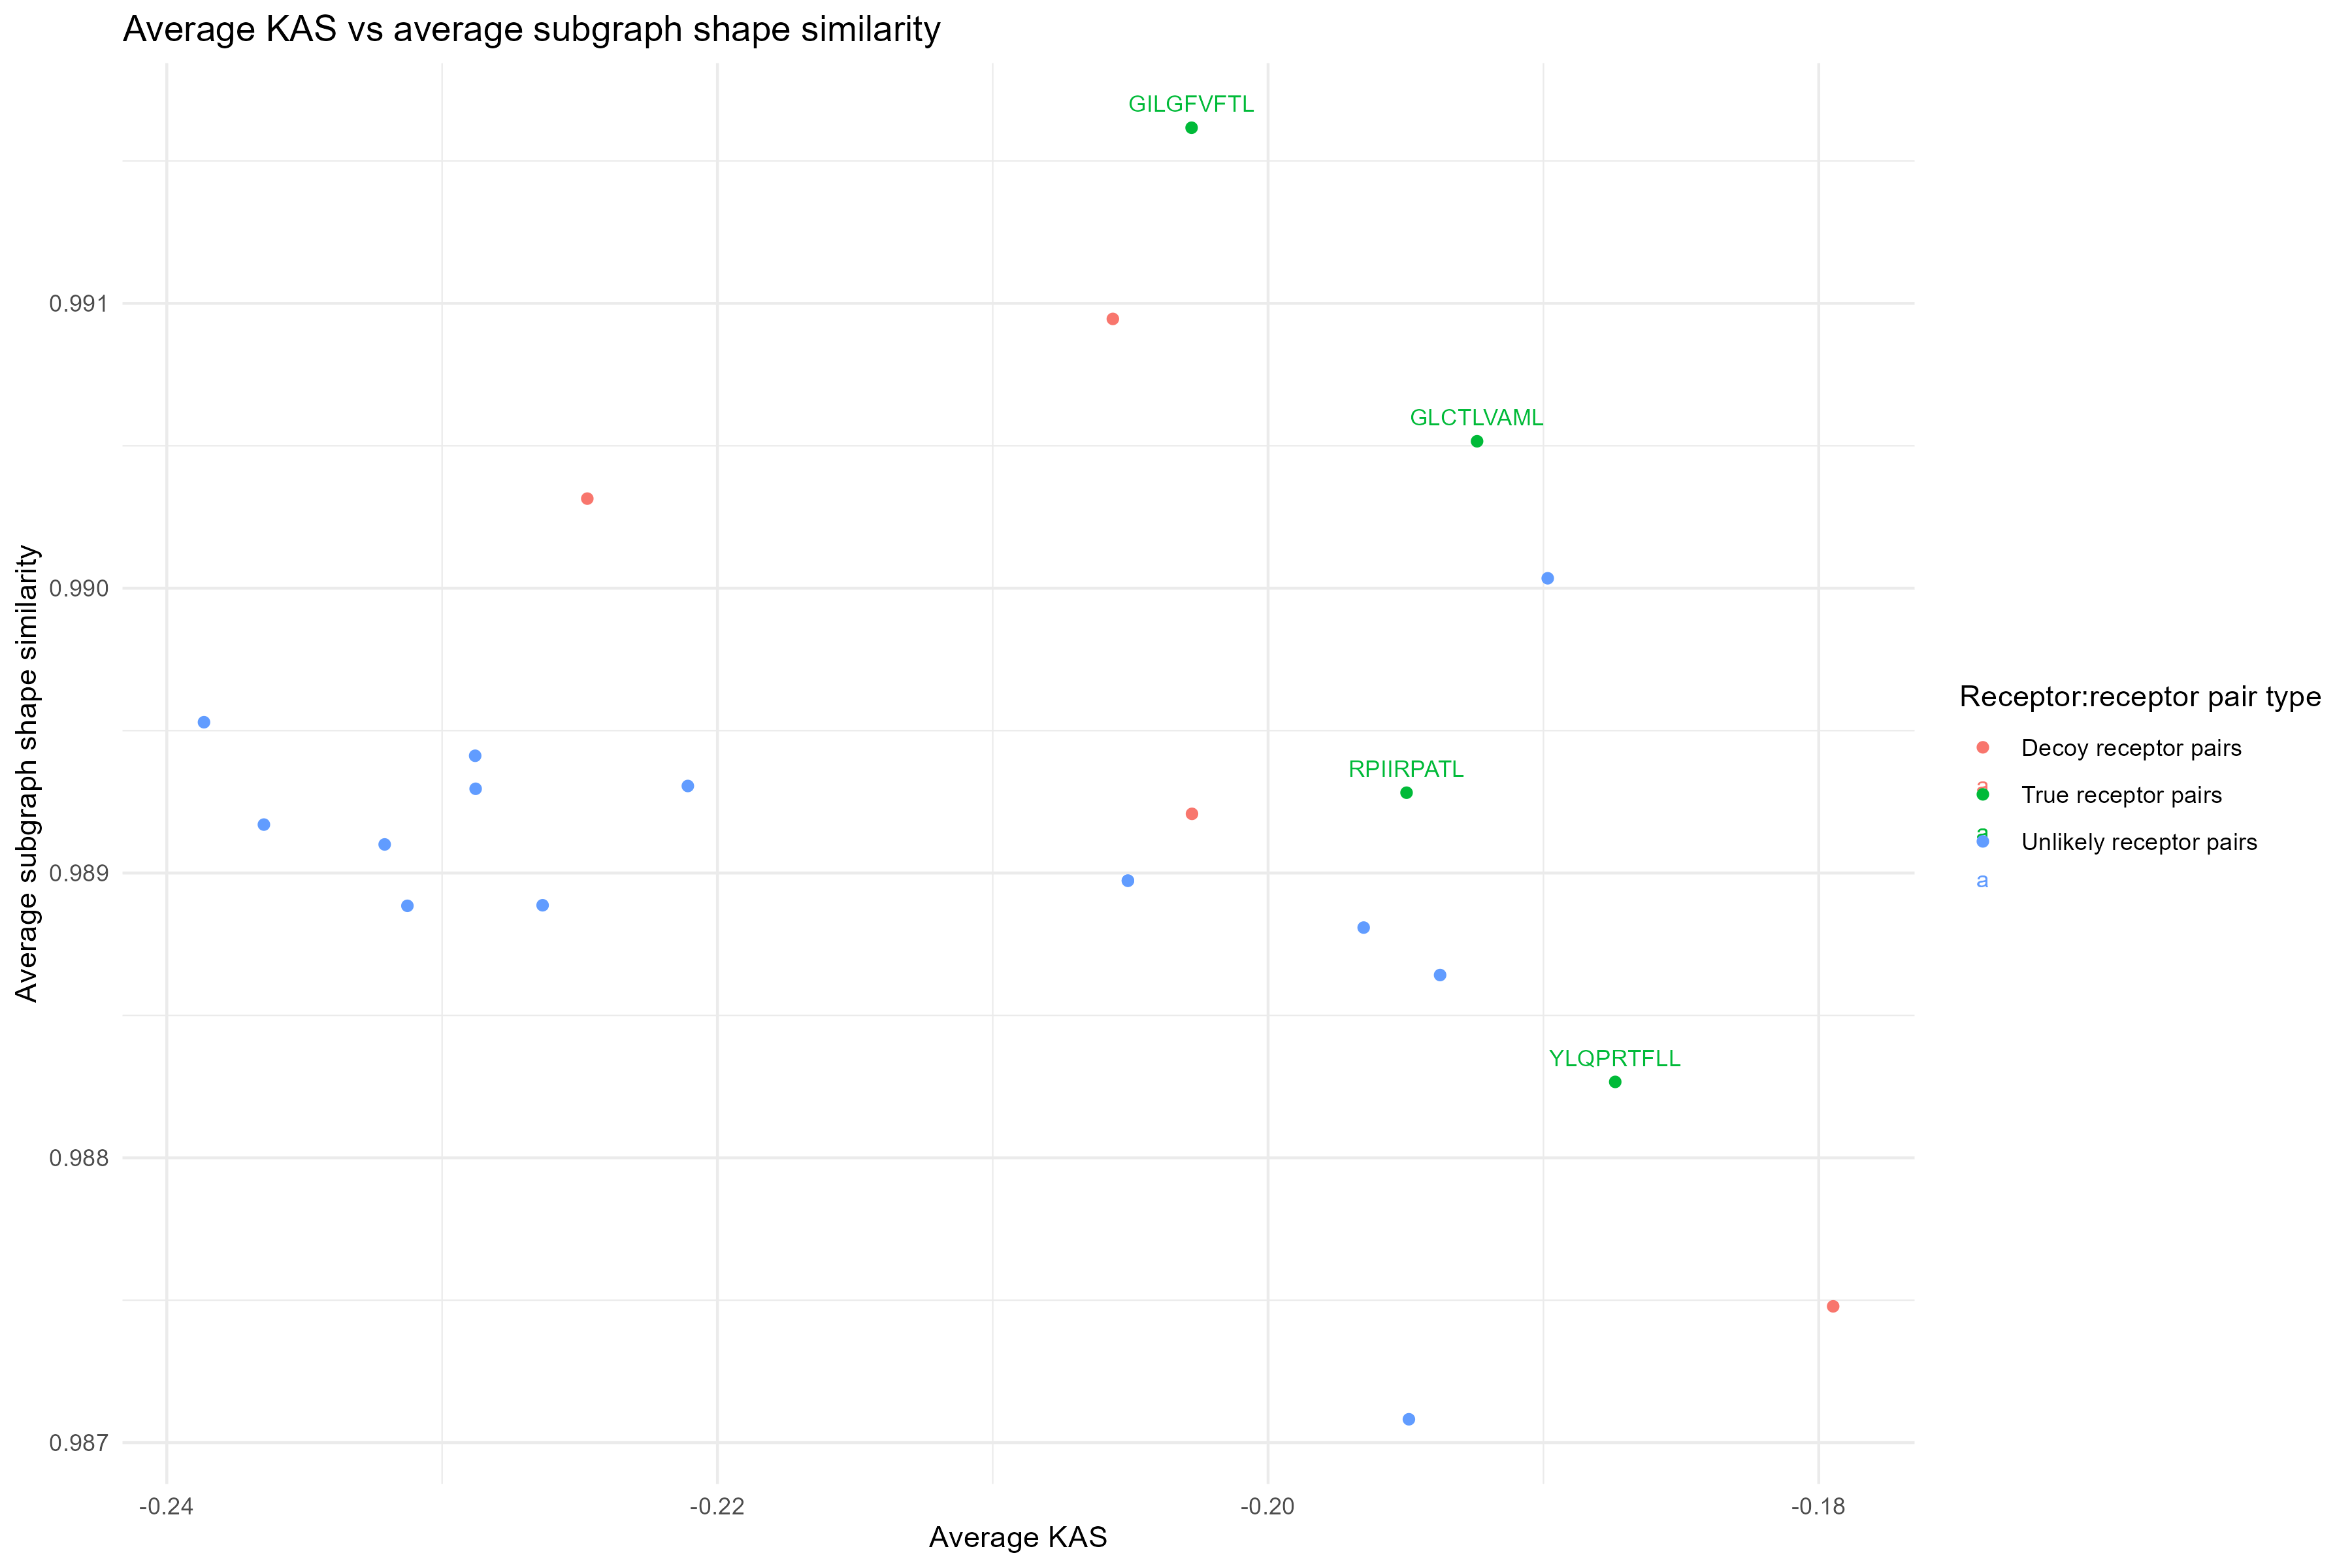 Average KAS vs average subgraph shape similarity
GILGFVFTL
0.991
GLCTLVAML
0.990
Average subgraph shape similarity
RPIIRPATL
0.989
YLQPRTFLL
0.988
0.987
-0.24
-0.22
-0.20
-0.18
Average KAS
Receptor:receptor pair type
Decoy receptor pairs
a
True receptor pairs
a
Unlikely receptor pairs
a